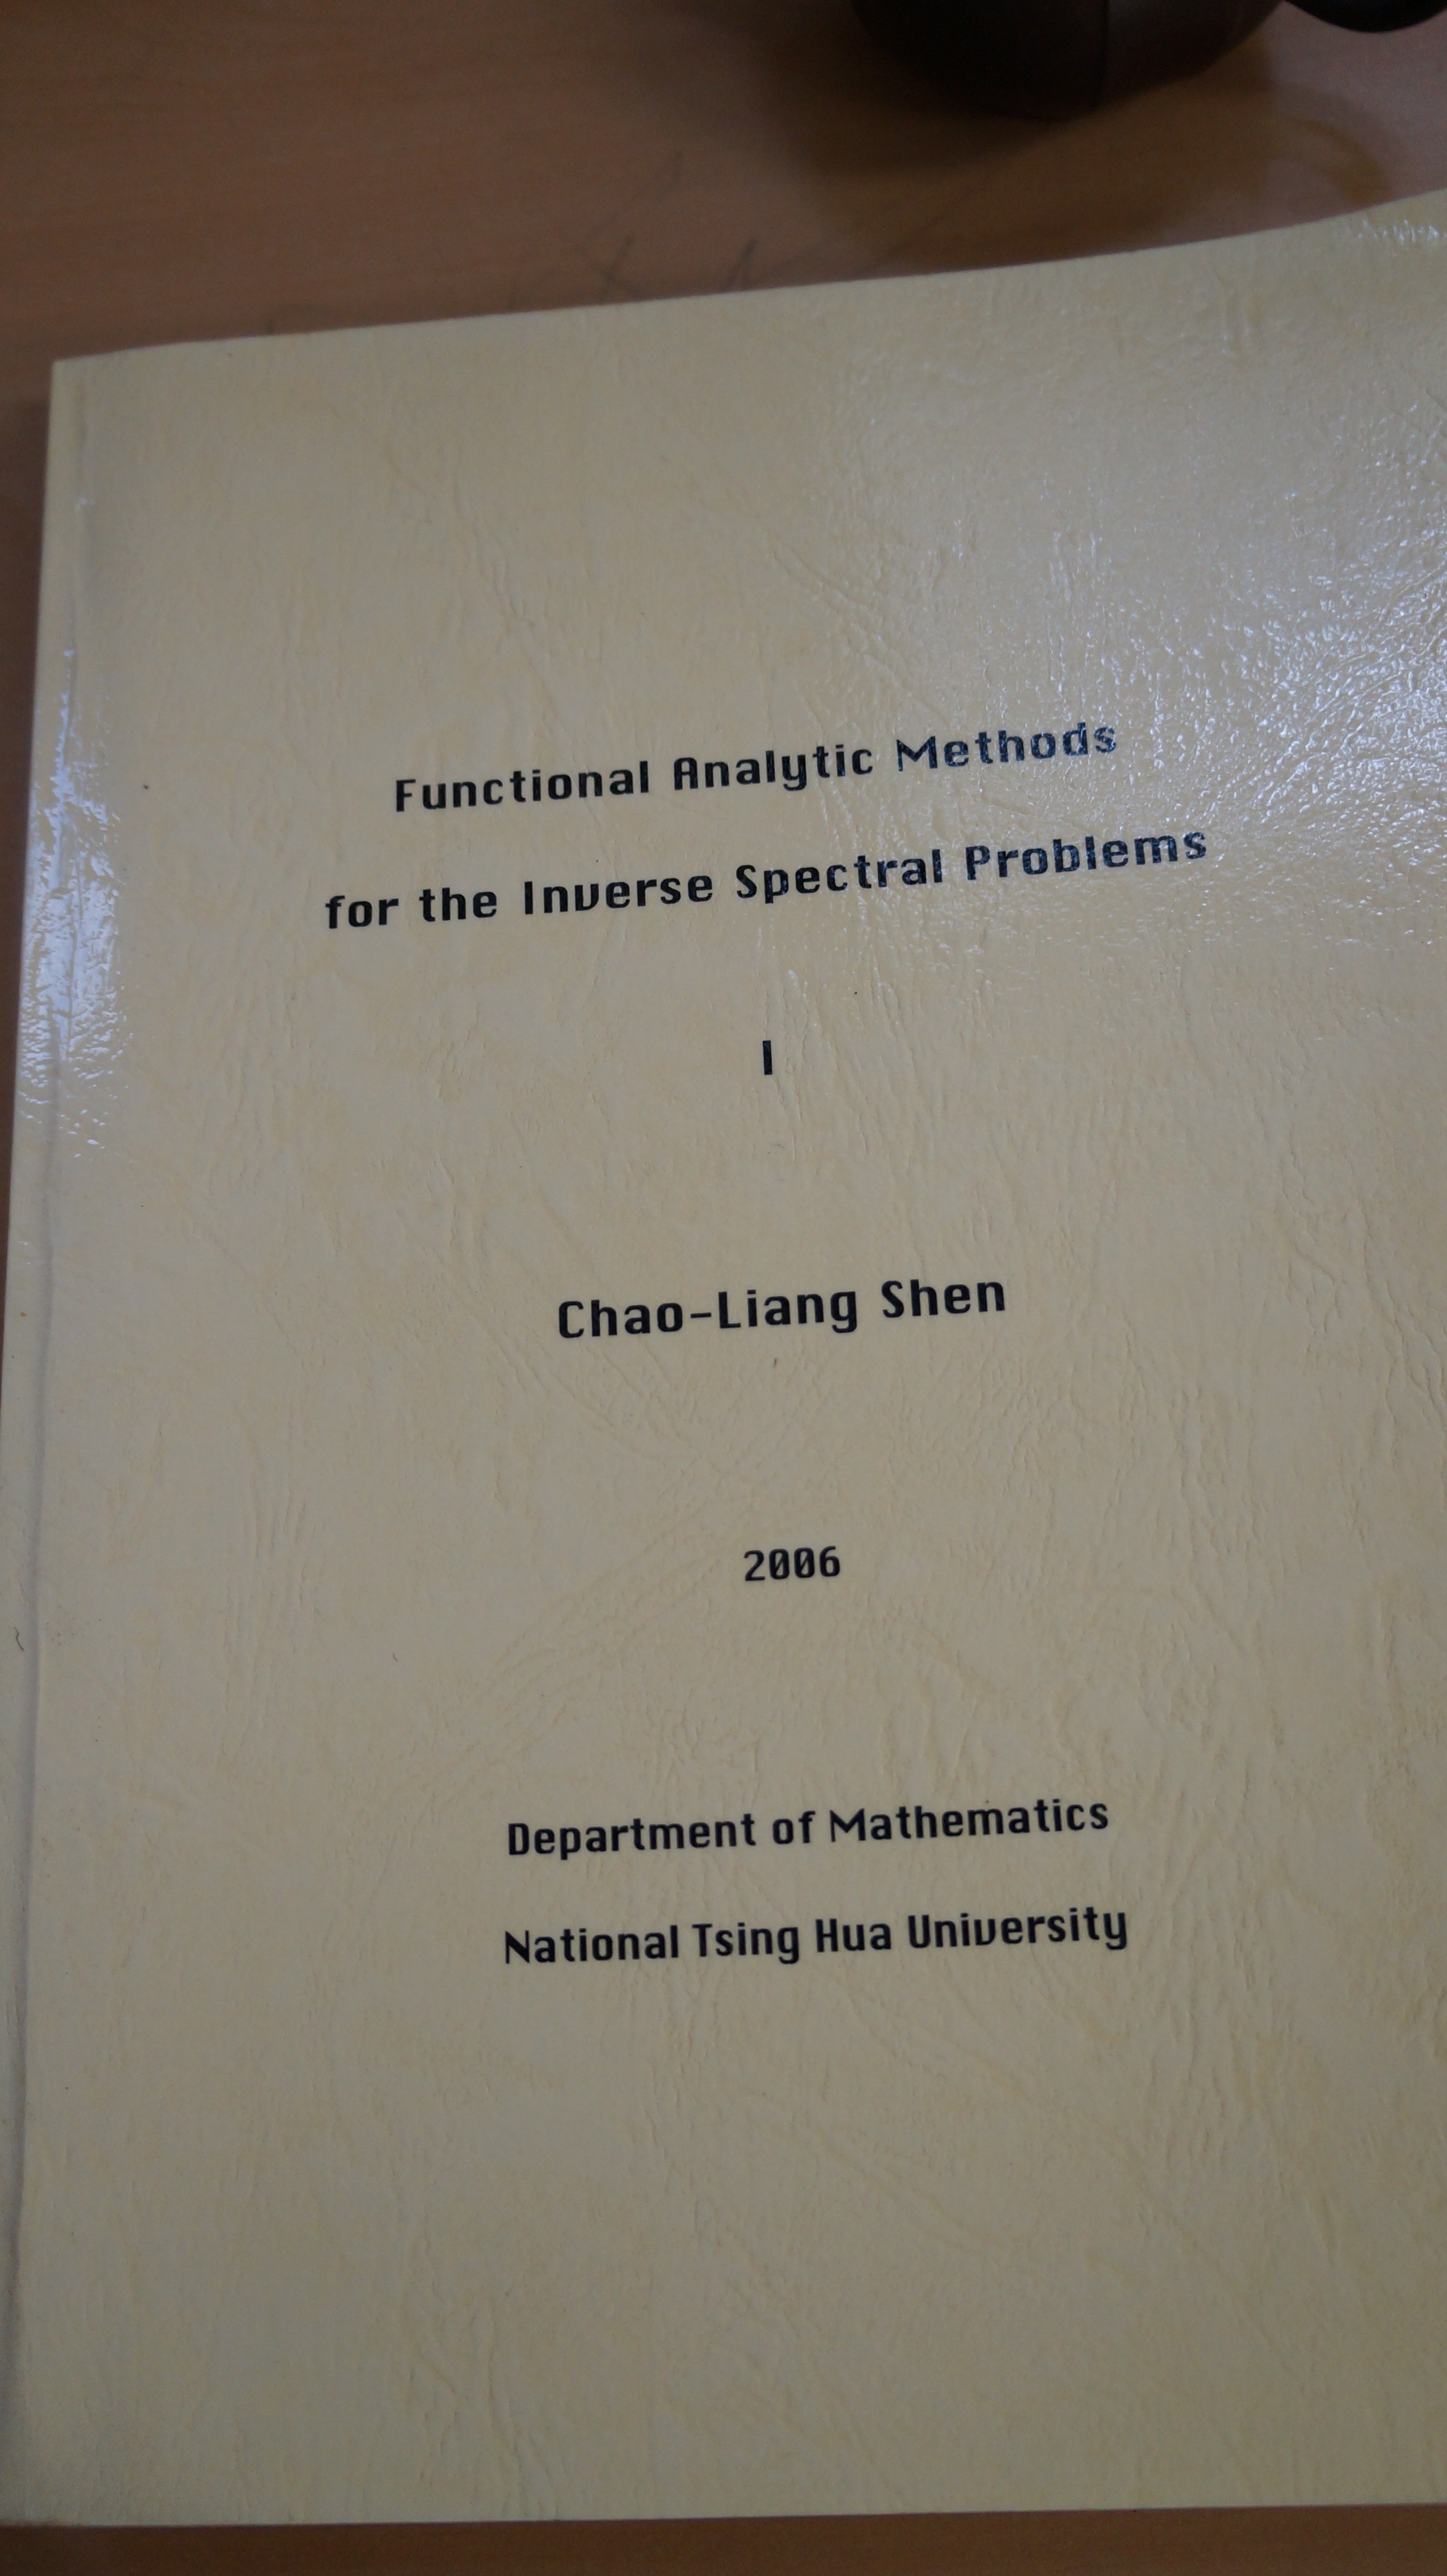 Functional Analytic Methods
for the Inverse Spectral Problems
I
Chao-Liang Shen
2006
Department of Mathematics
National Tsing Hua University